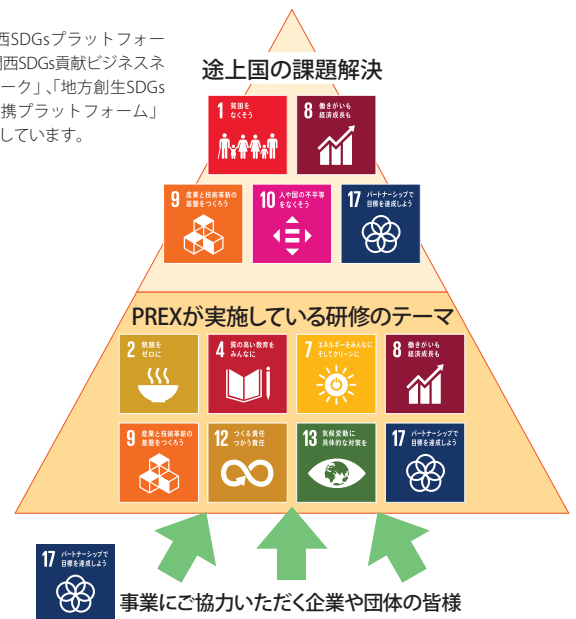 西SDGsプラットフォー
西SDGs貢献ビジネスネ
ーク」、「地方創生SDGs
携プラットフォーム」
しています。
途上国の課題解決
1 貧困を
なくそう
8 働きがいも
経済成長も
9 産業と技術革新の
基盤をつくろう
10 人や国の不平等
をなくそう
17 パートナーシップで
目標を達成しよう
PREXが実施している研修のテーマ
2 飢餓を
ゼロに
4 質の高い教育を
みんなに
7 エネルギーをみんなに
そしてクリーンに
8 働きがいも
経済成長も
9 産業と技術革新の
基盤をつくろう
12 つくる責任
つかう責任
13 気候変動に
具体的な対策を
17 パートナーシップで
目標を達成しよう
17 パートナーシップで
目標を達成しよう
事業にご協力いただく企業や団体の皆様